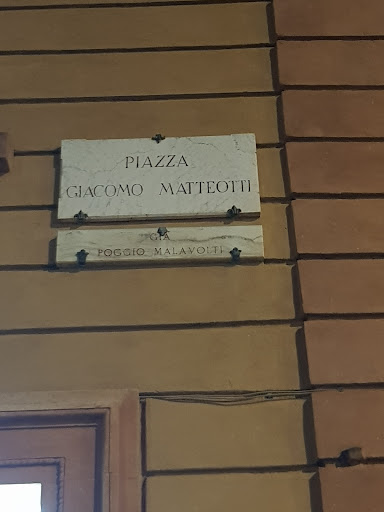 PIAZZA
GIACOMO MATTEOTTI
GIÀ
POGGIO MALAVOLTI